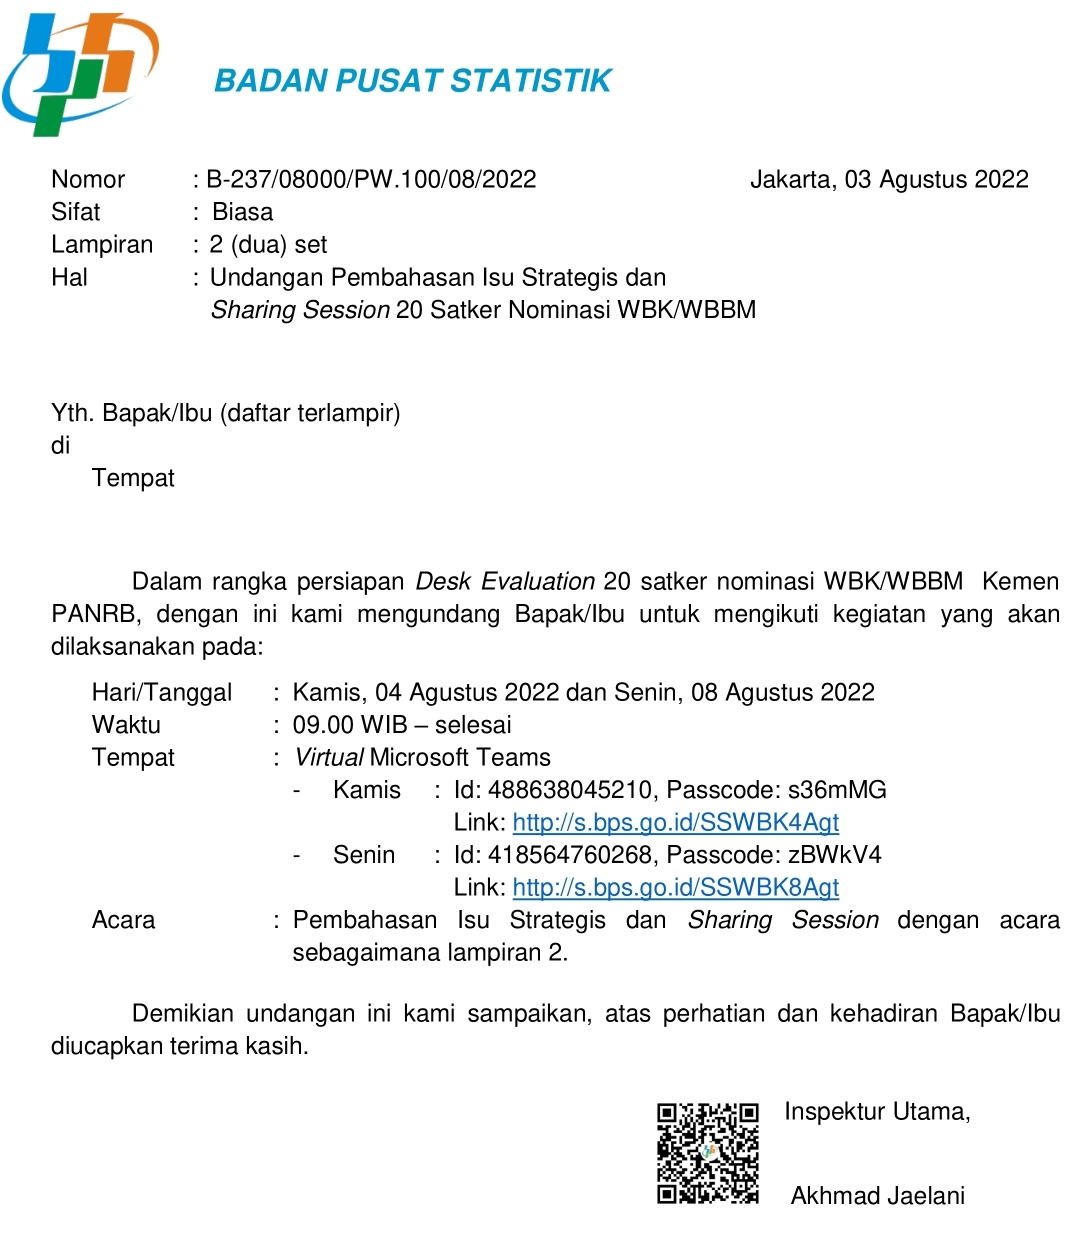 BADAN PUSAT STATISTIK
Nomor : B-237/08000/PW.100/08/2022 Jakarta, 03 Agustus 2022
Sifat : Biasa
Lampiran : 2 (dua) set
Hal : Undangan Pembahasan Isu Strategis dan
Sharing Session 20 Satker Nominasi WBK/WBBM
Yth. Bapak/Ibu (daftar terlampir)
di
Tempat
Dalam rangka persiapan Desk Evaluation 20 satker nominasi WBK/WBBM Kemen
PANRB, dengan ini kami mengundang Bapak/Ibu untuk mengikuti kegiatan yang akan
dilaksanakan pada:
Hari/Tanggal : Kamis, 04 Agustus 2022 dan Senin, 08 Agustus 2022
Waktu : 09.00 WIB – selesai
Tempat : Virtual Microsoft Teams
- Kamis : Id: 488638045210, Passcode: s36mMG
Link: http://s.bps.go.id/SSWBK4Agt
- Senin : Id: 418564760268, Passcode: zBWkV4
Link: http://s.bps.go.id/SSWBK8Agt
Acara : Pembahasan Isu Strategis dan Sharing Session dengan acara
sebagaimana lampiran 2.
Demikian undangan ini kami sampaikan, atas perhatian dan kehadiran Bapak/Ibu
diucapkan terima kasih.
Inspektur Utama,
Akhmad Jaelani